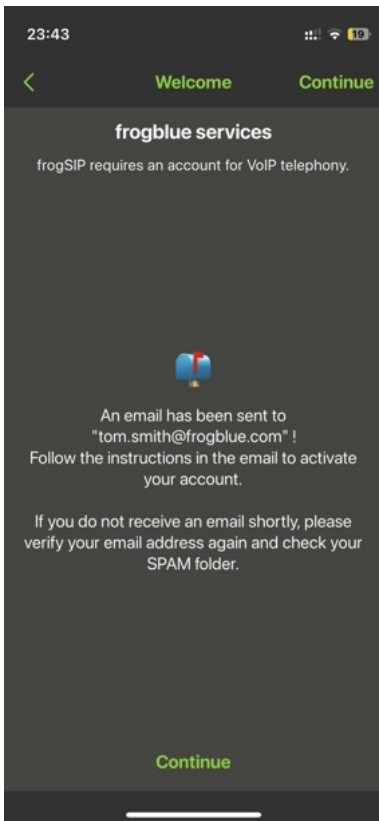 23:43
19
Welcome
Continue
frogblue services
frogSIP requires an account for VoIP telephony.
An email has been sent to
"tom.smith@frogblue.com" !
Follow the instructions in the email to activate
your account.
If you do not receive an email shortly, please
verify your email address again and check your
SPAM folder.
Continue